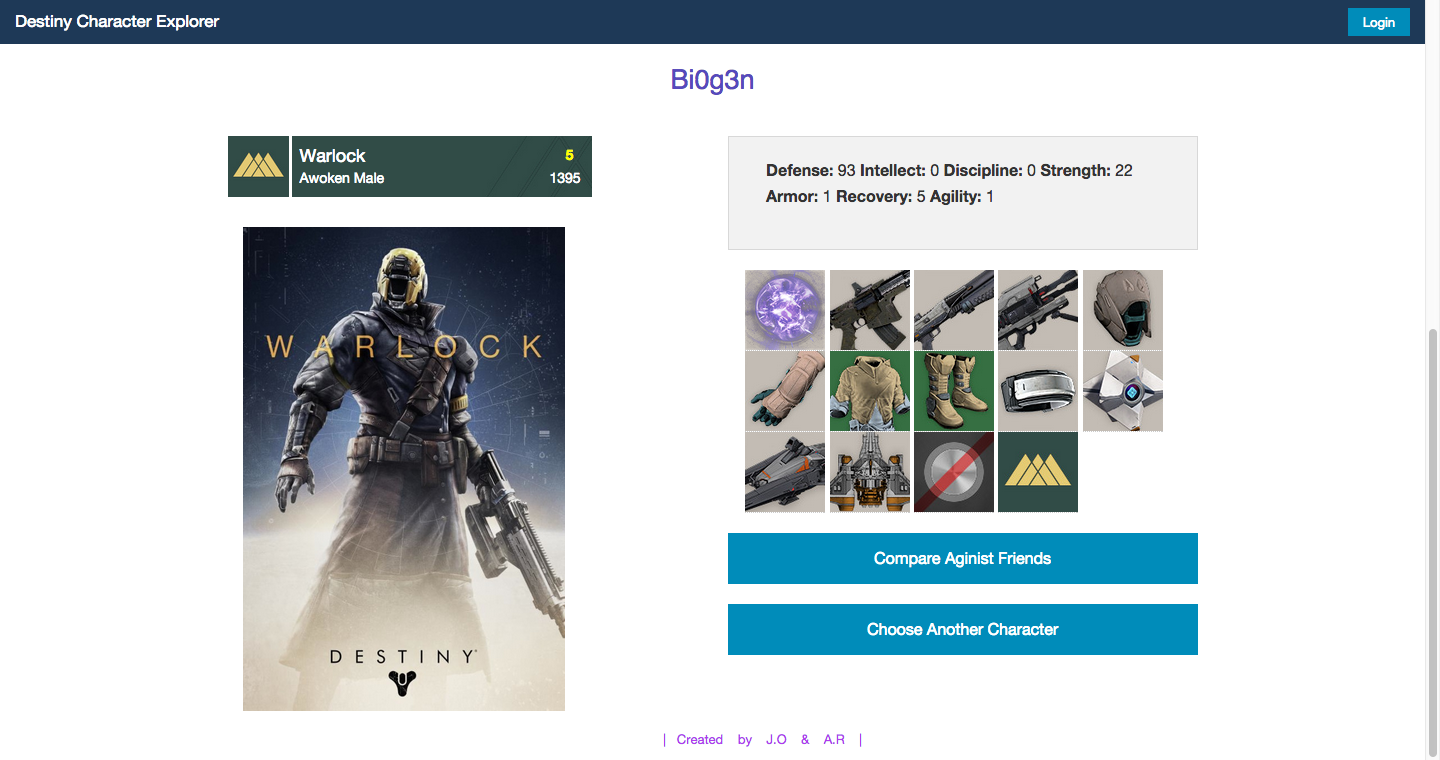 Destiny Character Explorer
Login
Bi0g3n
Warlock
5
Awoken Male
1395
WARLOCK
DESTINY
Defense: 93 Intellect: 0 Discipline: 0 Strength: 22
Armor: 1 Recovery: 5 Agility: 1
Compare Aginist Friends
Choose Another Character
| Created by J.O & A.R |